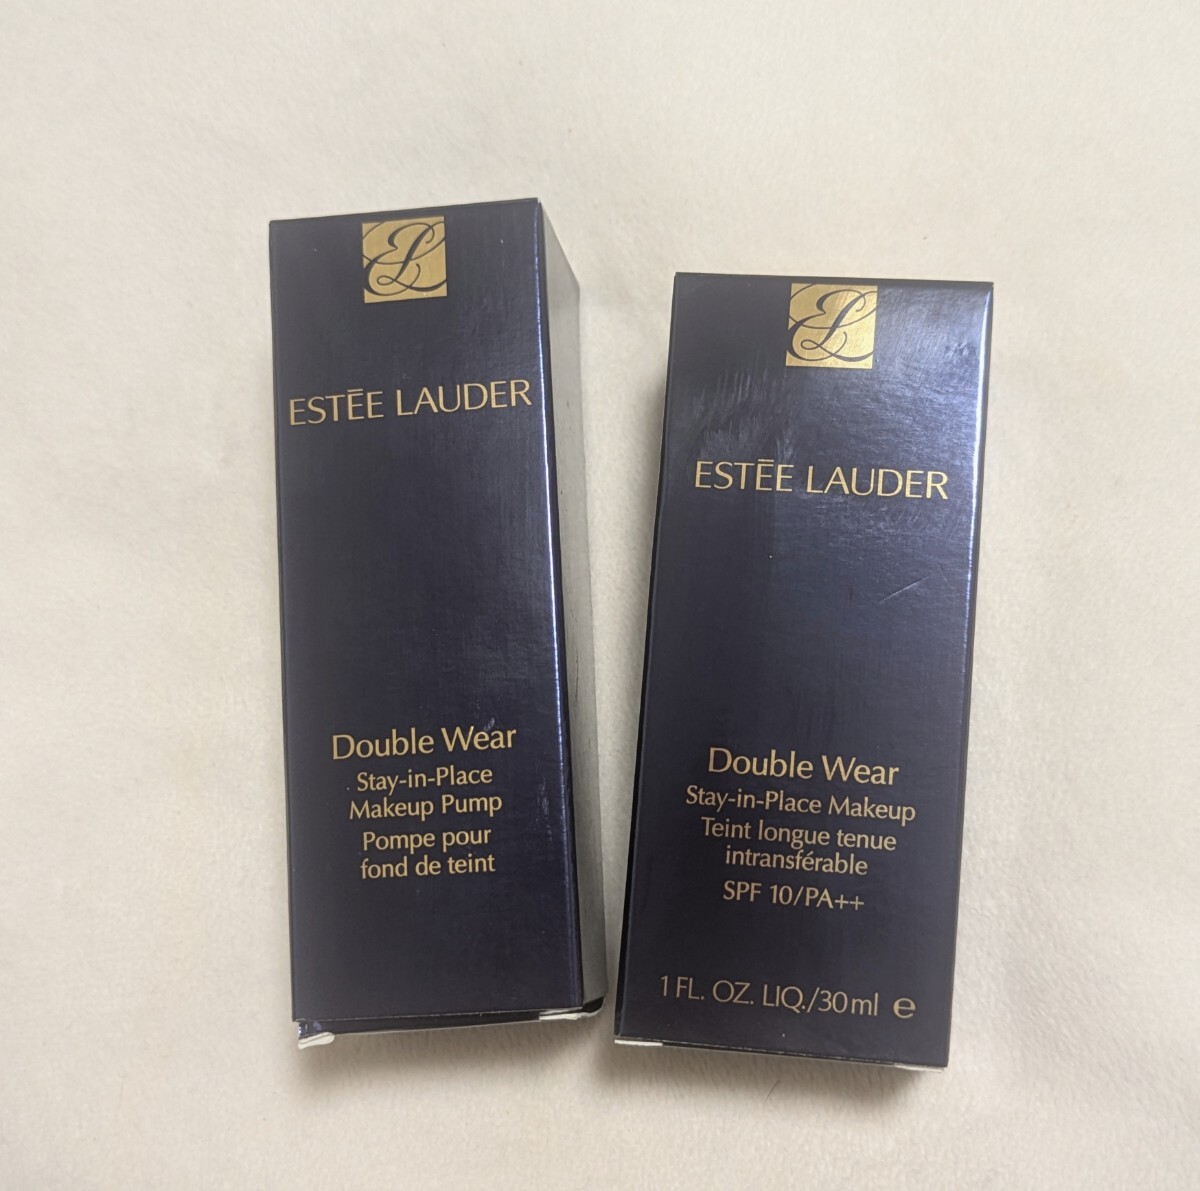 ESTĒE LAUDER
Double Wear
Stay-in-Place
Makeup Pump
Pompe pour
fond de teint
ESTĒE LAUDER
Double Wear
Stay-in-Place Makeup
Teint longue tenue
intransférable
SPF 10/PA++
1 FL. OZ. LIQ./30ml ℮